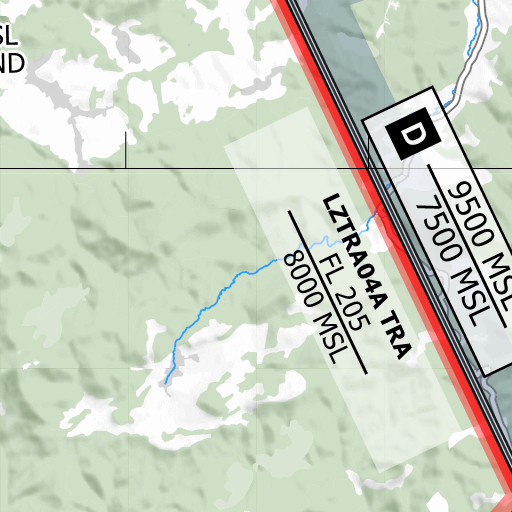 SL
ND
D
9500 MSL
7500 MSL
LZTRA04A TRA
FL 205
8000 MSL